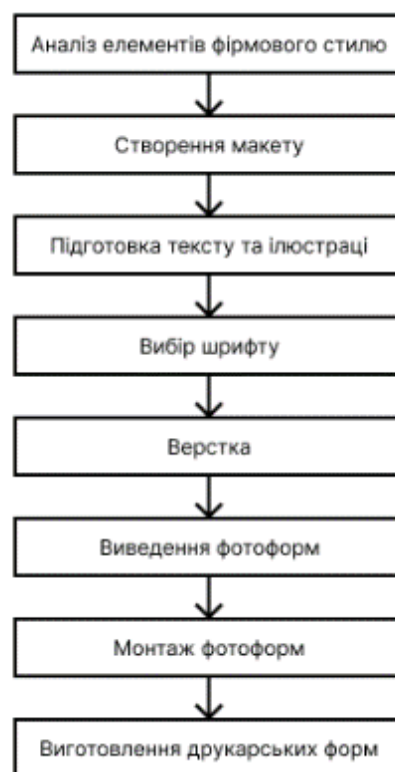 Аналіз елементів фірмового стилю
Створення макету
Підготовка тексту та ілюстраці
Вибір шрифту
Верстка
Виведення фотоформ
Монтаж фотоформ
Виготовлення друкарських форм